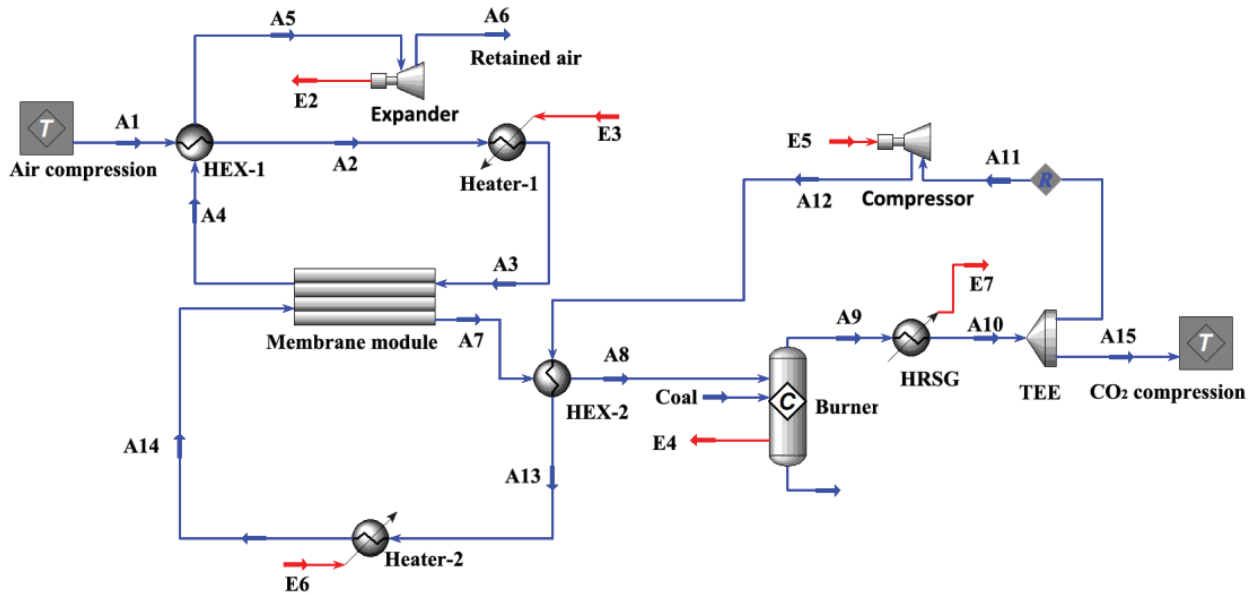 A5
A6
Retained air
E2
Expander
T
A1
Air compression
HEX-1
A2
E3
Heater-1
A4
A3
Membrane module
A7
E5
A11
R
Compressor
A12
E7
A9
A10
A15
T
HRSG
TEE
CO₂ compression
A8
HEX-2
Coal
C
Burner
E4
A14
A13
Heater-2
E6